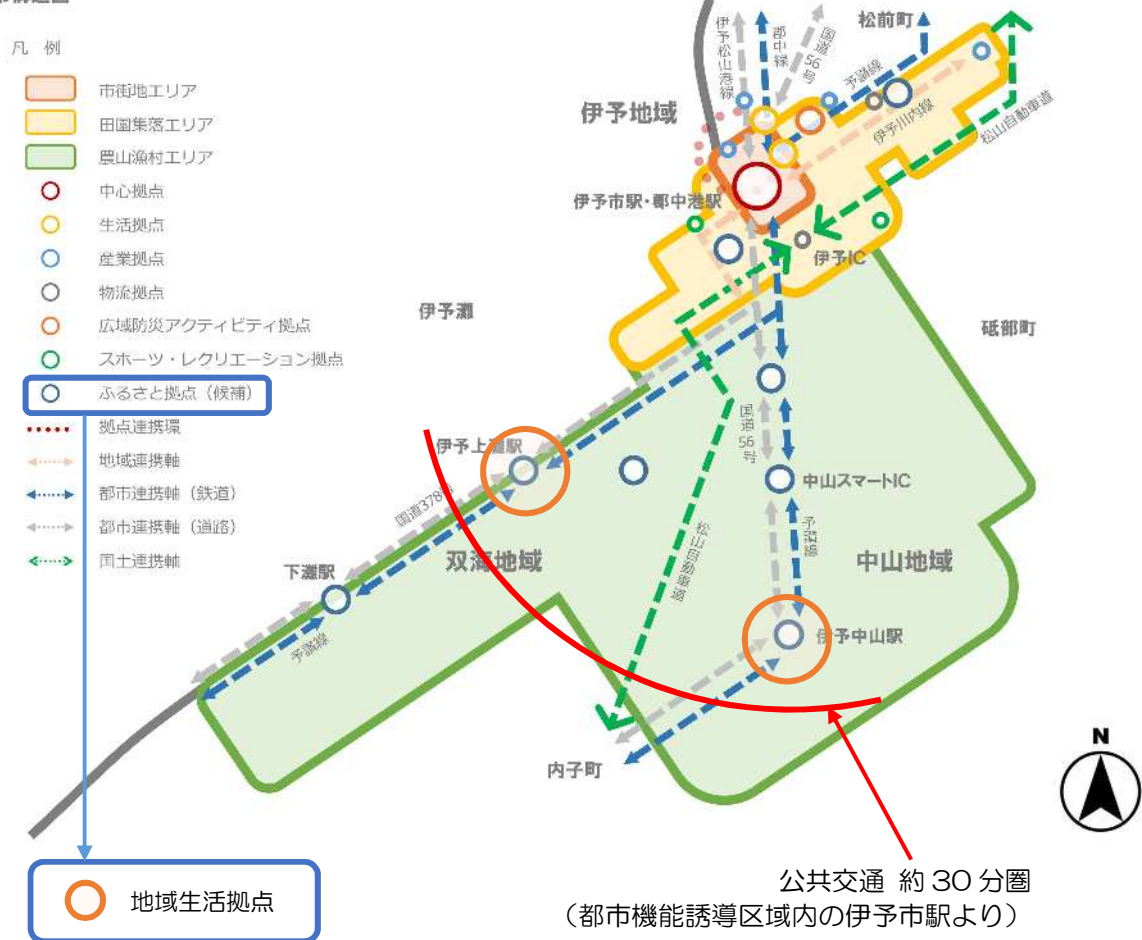 凡 例
市街地エリア
田園集落エリア
農山漁村エリア
中心拠点
生活拠点
産業拠点
物流拠点
広域防災アクティビティ拠点
スポーツ・レクリエーション拠点
ふるさと拠点（候補）
拠点連携環
地域連携軸
都市連携軸（鉄道）
都市連携軸（道路）
国土連携軸
伊予松山港線
郡中線
国道56号
松前町
予讃線
伊予川内線
松山自動車道
伊予地域
伊予市駅・郡中港駅
伊予IC
伊予灘
砥部町
国道56号
伊予上灘駅
中山スマートIC
国道378号
松山自動車道
予讃線
双海地域
中山地域
下灘駅
伊予中山駅
予讃線
内子町
N
地域生活拠点
公共交通 約30分圏
（都市機能誘導区域内の伊予市駅より）